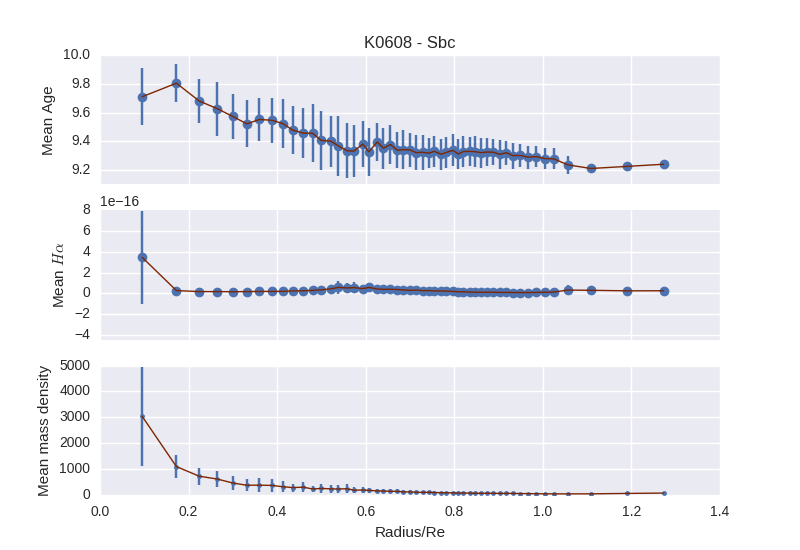 K0608 - Sbc
10.0
9.8
9.6
9.4
9.2
Mean Age
1e−16
8
6
4
2
0
−2
−4
Mean Hα
5000
4000
3000
2000
1000
0
Mean mass density
0.0 0.2 0.4 0.6 0.8 1.0 1.2 1.4
Radius/Re